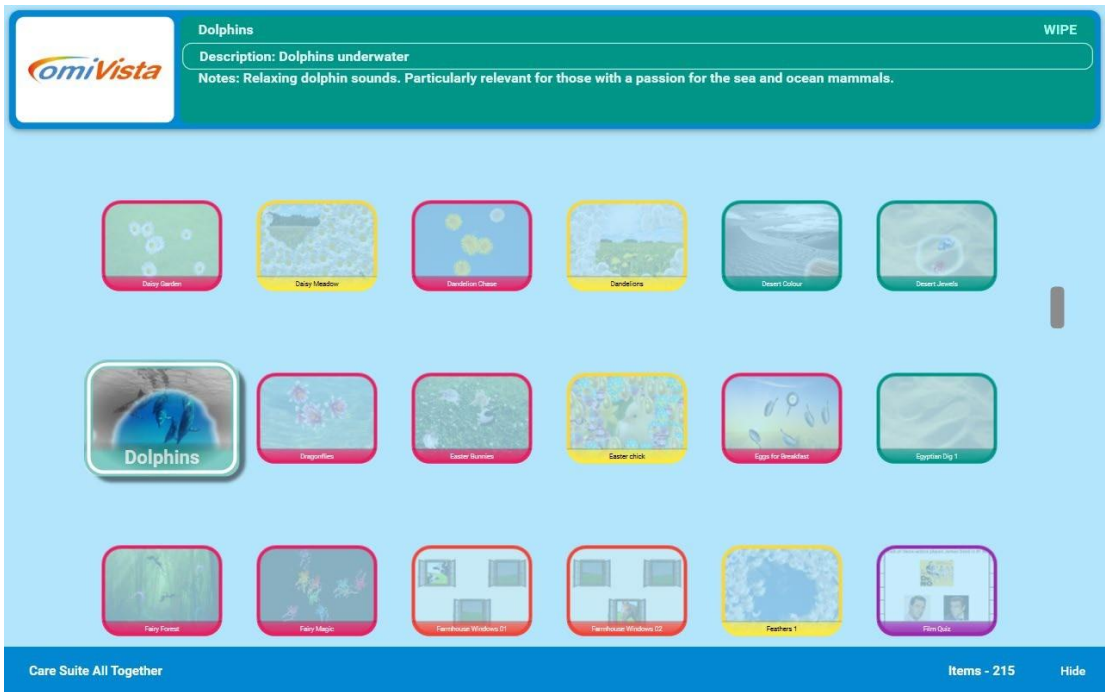 Dolphins WIPE
omiVista
Description: Dolphins underwater
Notes: Relaxing dolphin sounds. Particularly relevant for those with a passion for the sea and ocean mammals.
Daisy Garden
Daisy Meadow
Dandelion Chase
Dandelions
Desert Colour
Desert Jewels
Dolphins
Dragonflies
Easter Bunnies
Easter chick
Eggs for Breakfast
Egyptian Dig 1
Fairy Forest
Fairy Magic
Farmhouse Windows 01
Farmhouse Windows 02
Feathers 1
Film Quiz
Care Suite All Together
Items - 215
Hide